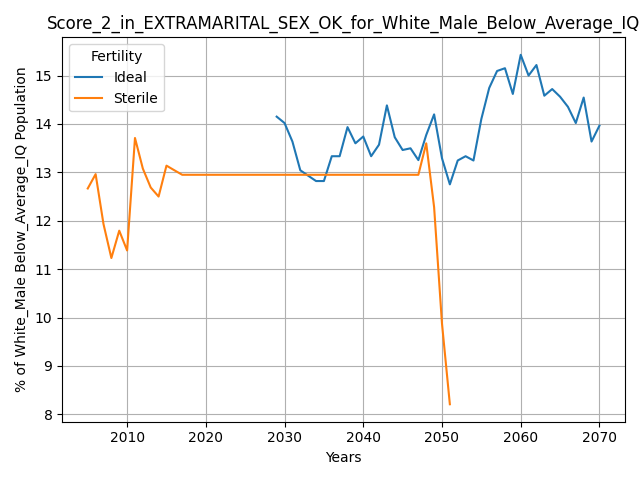 Score_2_in_EXTRAMARITAL_SEX_OK_for_White_Male_Below_Average_IQ
Fertility
Ideal
Sterile
% of White_Male Below_Average_IQ Population
15
14
13
12
11
10
9
8
2010 2020 2030 2040 2050 2060 2070
Years